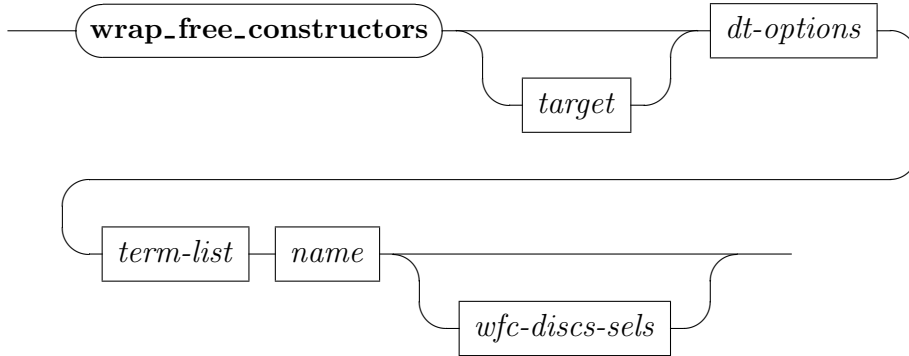 wrap_free_constructors dt-options
target
term-list name
wfc-discs-sels